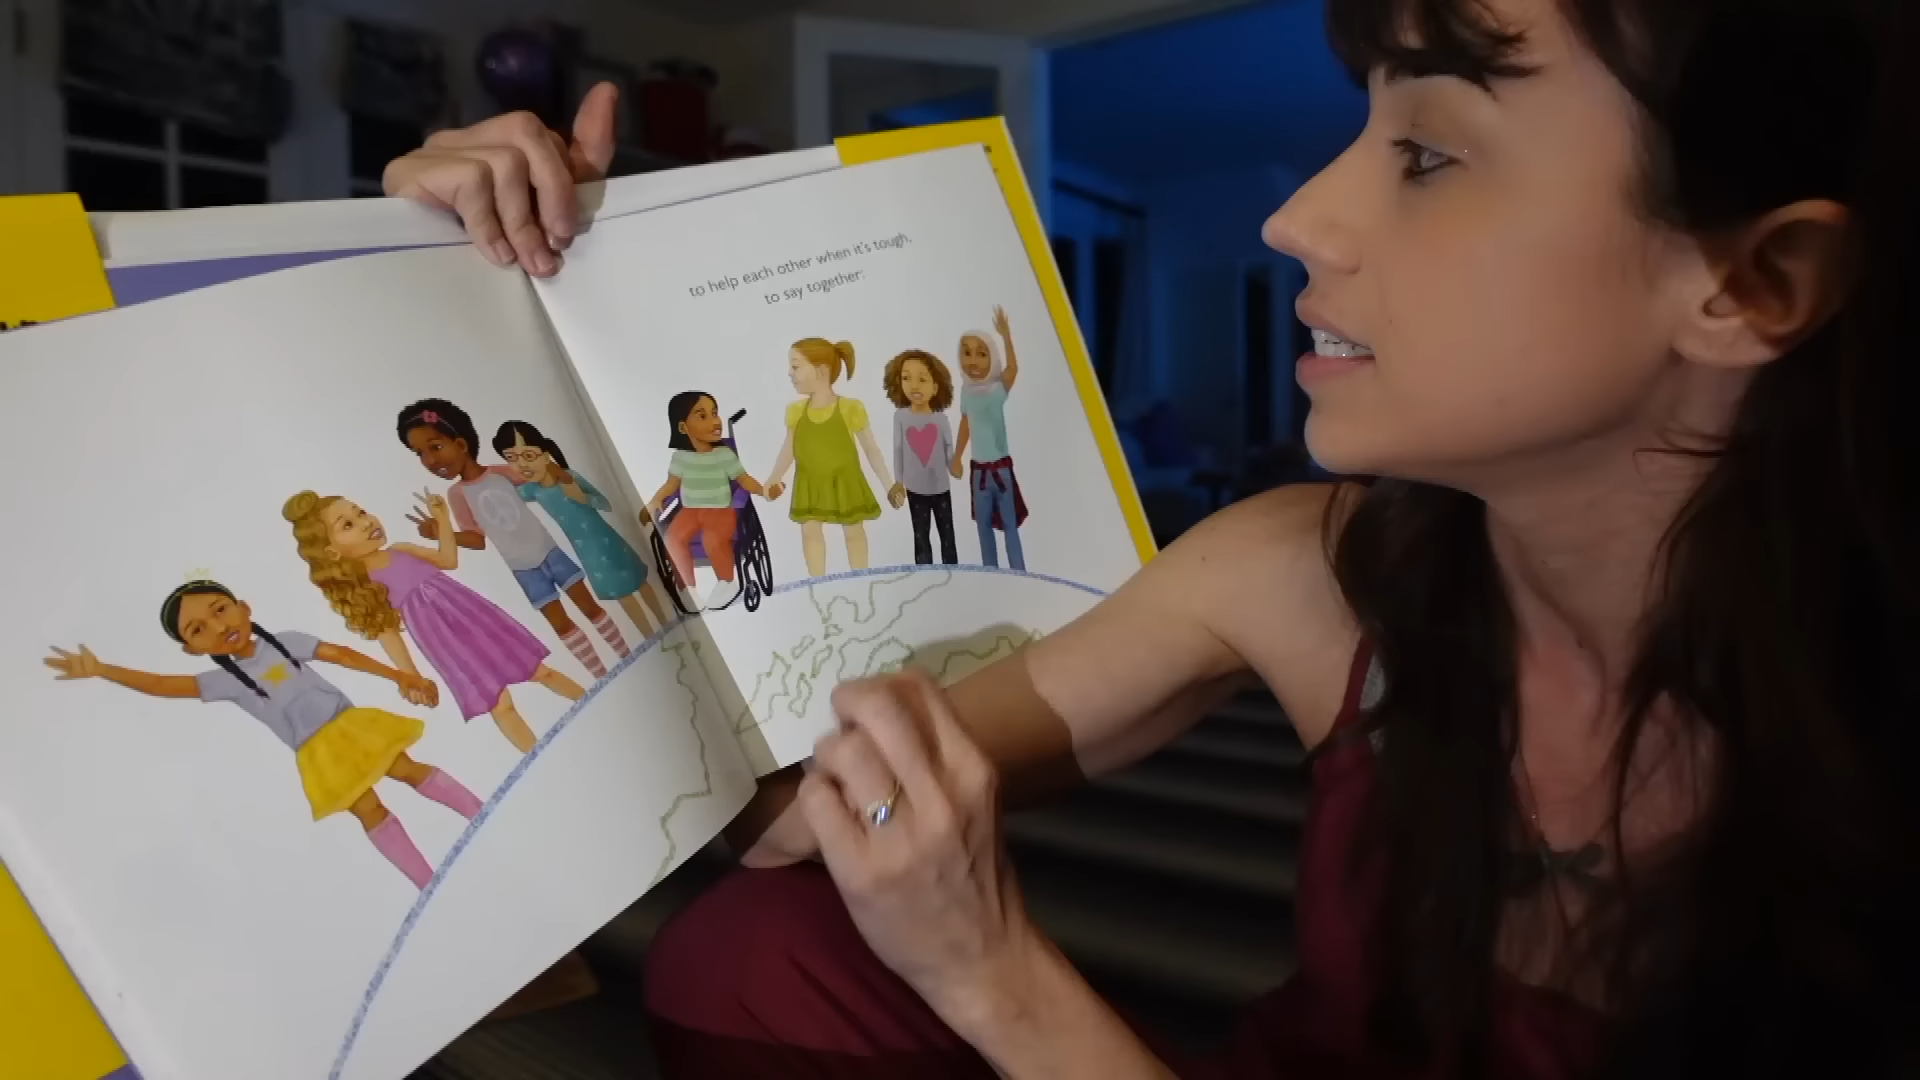 to help each other when it's tough,
to say together: